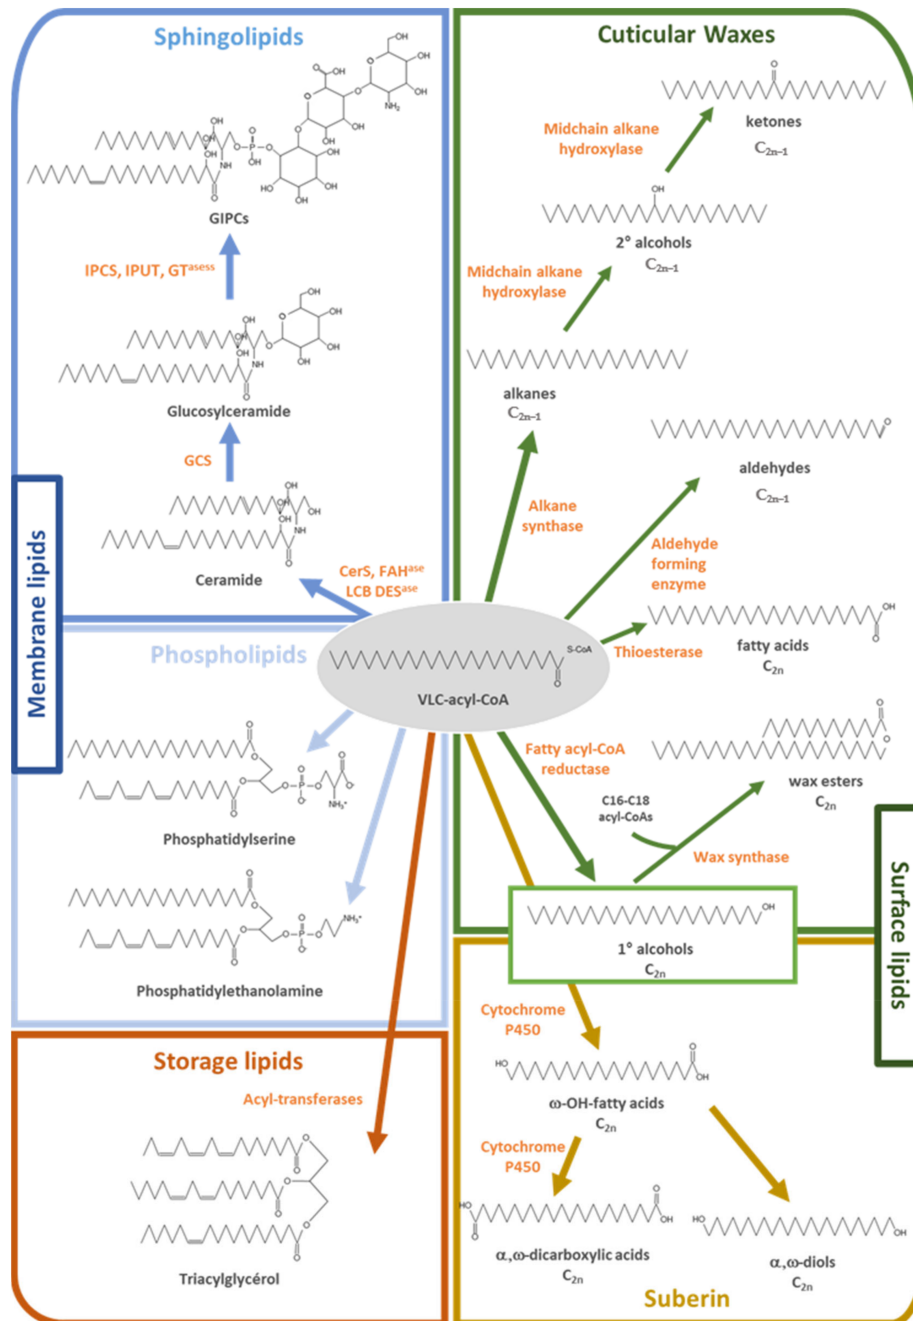 Sphingolipids
GIPCs
IPCS, IPUT, GTasess
Glucosylceramide
GCS
Ceramide
CerS, FAHase
LCB DESase
Membrane lipids
Phospholipids
Phosphatidylserine
Phosphatidylethanolamine
Storage lipids
Acyl-transferases
Triacylglycérol
S-CoA
VLC-acyl-CoA
Cuticular Waxes
ketones
C2n–1
Midchain alkane
hydroxylase
2° alcohols
C2n–1
Midchain alkane
hydroxylase
alkanes
C2n–1
aldehydes
C2n–1
Alkane
synthase
Aldehyde
forming
enzyme
fatty acids
C2n
Thioesterase
Fatty acyl-CoA
reductase
wax esters
C2n
C16-C18
acyl-CoAs
Wax synthase
1° alcohols
C2n
Surface lipids
Cytochrome
P450
ω-OH-fatty acids
C2n
Cytochrome
P450
α,ω-dicarboxylic acids
C2n
α,ω-diols
C2n
Suberin